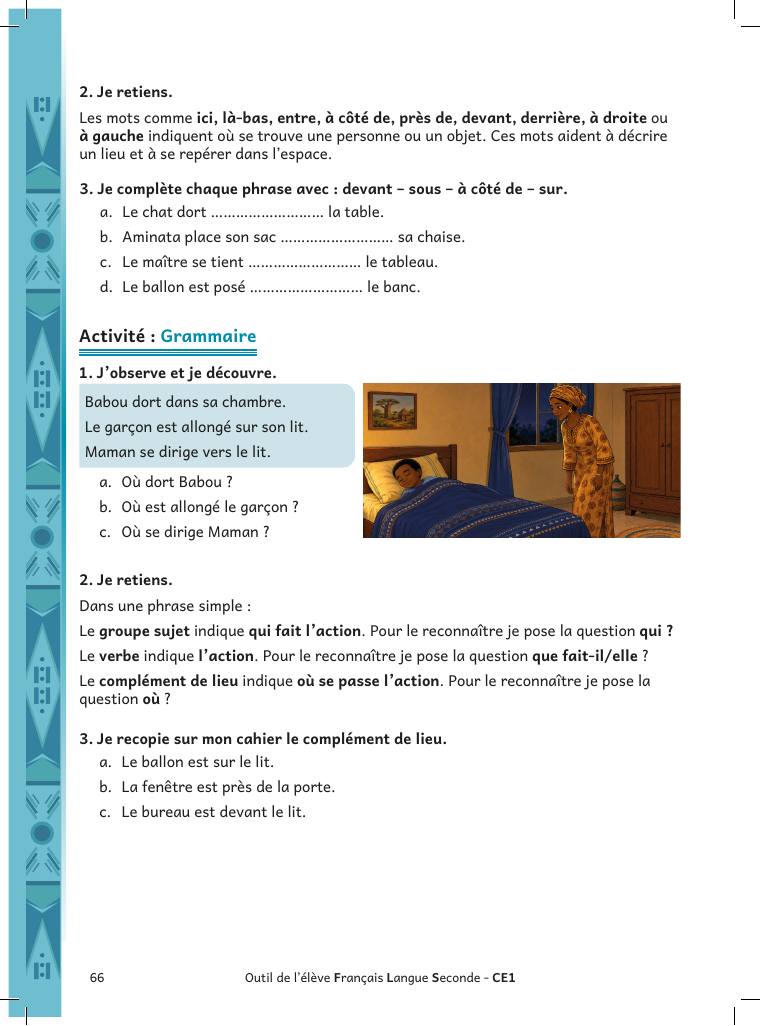 2. Je retiens.
Les mots comme ici, là-bas, entre, à côté de, près de, devant, derrière, à droite ou
à gauche indiquent où se trouve une personne ou un objet. Ces mots aident à décrire
un lieu et à se repérer dans l’espace.
3. Je complète chaque phrase avec : devant – sous – à côté de – sur.
a. Le chat dort ........................... la table.
b. Aminata place son sac ........................... sa chaise.
c. Le maître se tient ........................... le tableau.
d. Le ballon est posé ........................... le banc.
Activité : Grammaire
1. J’observe et je découvre.
Babou dort dans sa chambre.
Le garçon est allongé sur son lit.
Maman se dirige vers le lit.
a. Où dort Babou ?
b. Où est allongé le garçon ?
c. Où se dirige Maman ?
2. Je retiens.
Dans une phrase simple :
Le groupe sujet indique qui fait l’action. Pour le reconnaître je pose la question qui ?
Le verbe indique l’action. Pour le reconnaître je pose la question que fait-il/elle ?
Le complément de lieu indique où se passe l’action. Pour le reconnaître je pose la
question où ?
3. Je recopie sur mon cahier le complément de lieu.
a. Le ballon est sur le lit.
b. La fenêtre est près de la porte.
c. Le bureau est devant le lit.
66
Outil de l’élève Français Langue Seconde - CE1